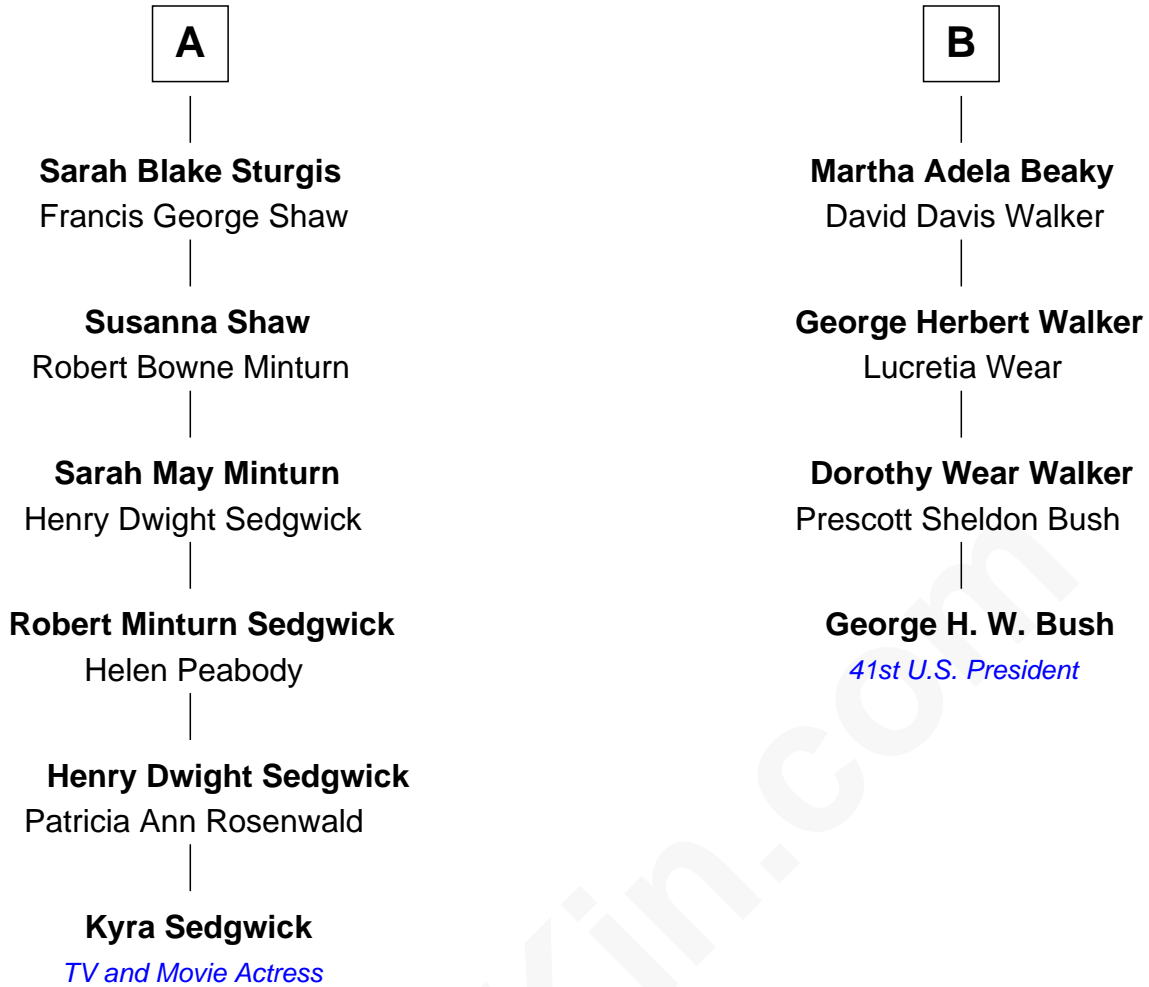 A
Sarah Blake Sturgis
Francis George Shaw
Susanna Shaw
Robert Bowne Minturn
Sarah May Minturn
Henry Dwight Sedgwick
Robert Minturn Sedgwick
Helen Peabody
Henry Dwight Sedgwick
Patricia Ann Rosenwald
Kyra Sedgwick
TV and Movie Actress
B
Martha Adela Beaky
David Davis Walker
George Herbert Walker
Lucretia Wear
Dorothy Wear Walker
Prescott Sheldon Bush
George H. W. Bush
41st U.S. President
Kin.com